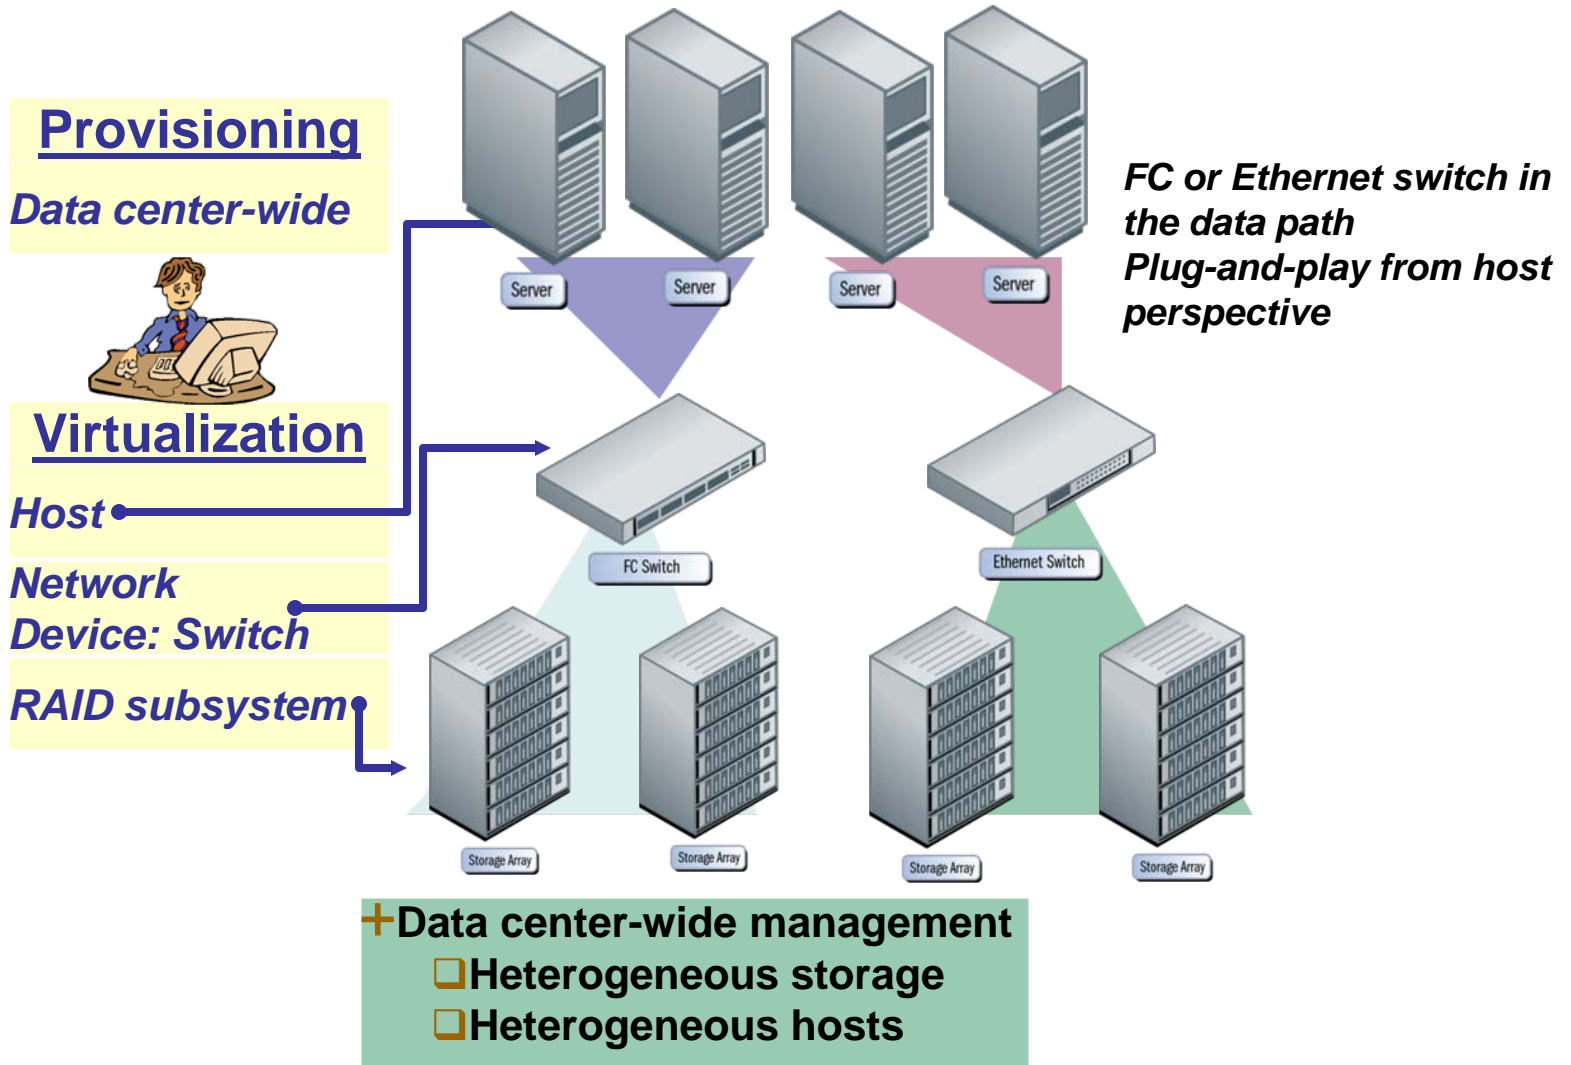 Provisioning
Data center-wide
Virtualization
Host
Network
Device: Switch
RAID subsystem
Server
Server
Server
Server
FC or Ethernet switch in
the data path
Plug-and-play from host
perspective
FC Switch
Ethernet Switch
Storage Array
Storage Array
Storage Array
Storage Array
+Data center-wide management
❑Heterogeneous storage
❑Heterogeneous hosts